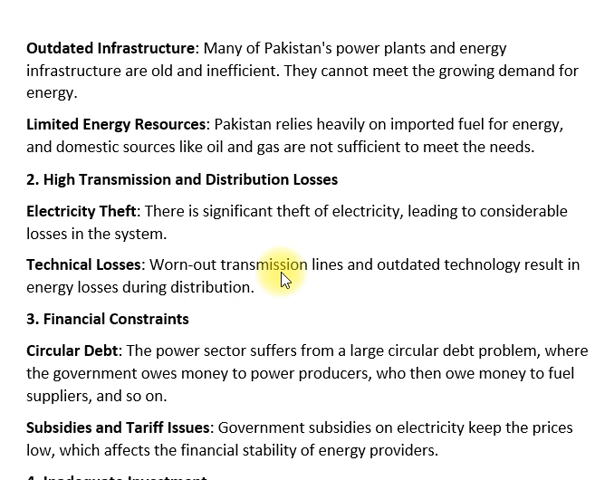 Outdated Infrastructure: Many of Pakistan's power plants and energy
infrastructure are old and inefficient. They cannot meet the growing demand for
energy.
Limited Energy Resources: Pakistan relies heavily on imported fuel for energy,
and domestic sources like oil and gas are not sufficient to meet the needs.
2. High Transmission and Distribution Losses
Electricity Theft: There is significant theft of electricity, leading to considerable
losses in the system.
Technical Losses: Worn-out transmission lines and outdated technology result in
energy losses during distribution.
3. Financial Constraints
Circular Debt: The power sector suffers from a large circular debt problem, where
the government owes money to power producers, who then owe money to fuel
suppliers, and so on.
Subsidies and Tariff Issues: Government subsidies on electricity keep the prices
low, which affects the financial stability of energy providers.
4. Inadequate Investment